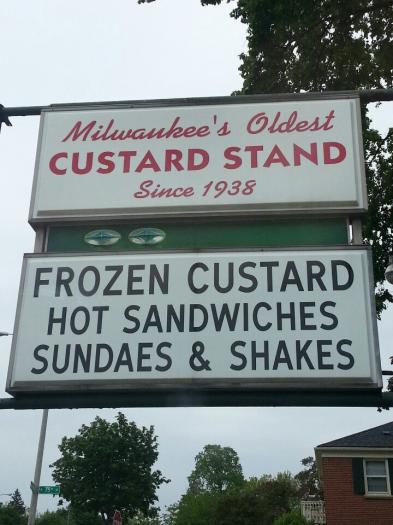 Milwaukee's Oldest
CUSTARD STAND
Since 1938
FROZEN CUSTARD
HOT SANDWICHES
SUNDAES & SHAKES